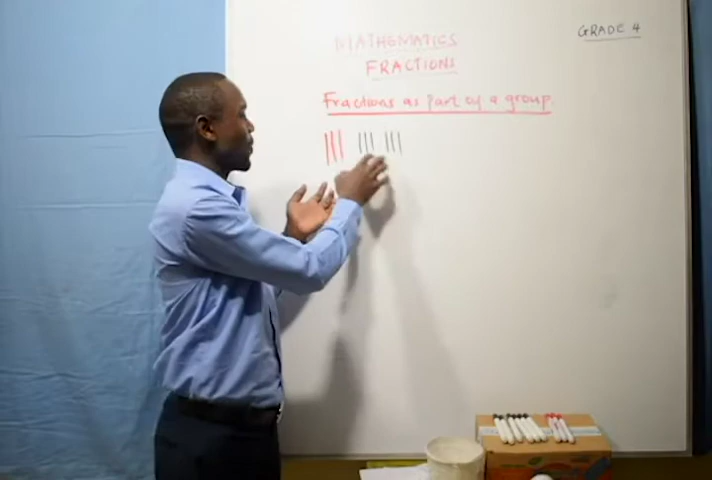 GRADE 4
MATHEMATICS
FRACTIONS
Fractions as part of a group.